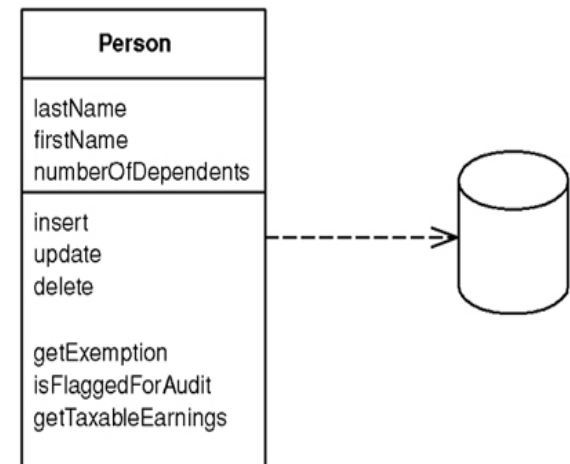 Person
lastName
firstName
numberOfDependents
insert
update
delete
getExemption
isFlaggedForAudit
getTaxableEarnings